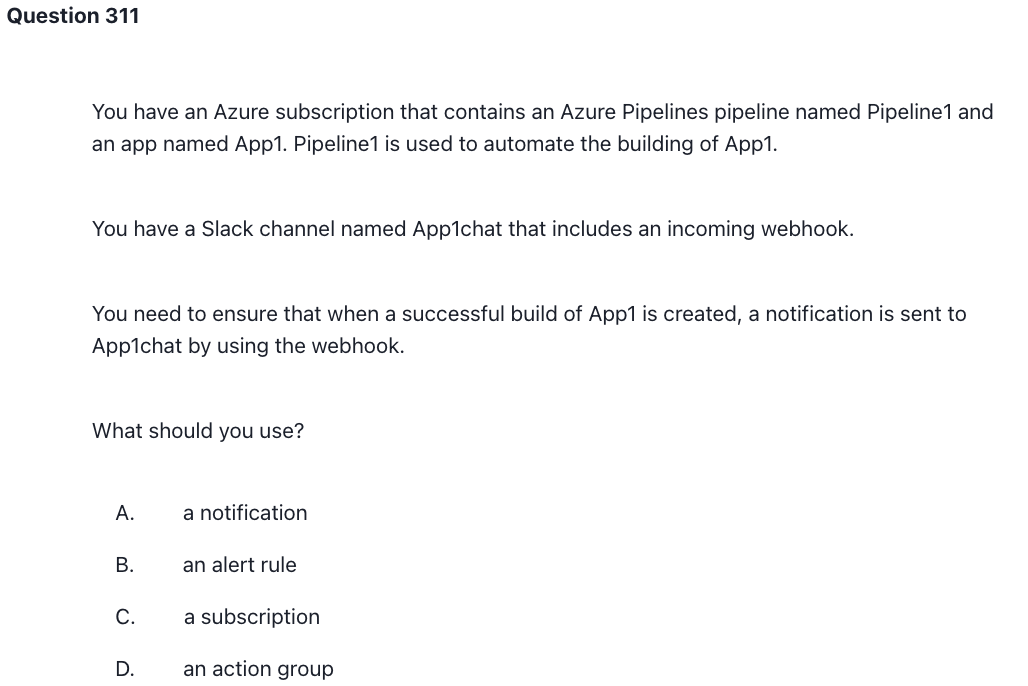 Question 311
You have an Azure subscription that contains an Azure Pipelines pipeline named Pipeline1 and
an app named App1. Pipeline1 is used to automate the building of App1.
You have a Slack channel named App1chat that includes an incoming webhook.
You need to ensure that when a successful build of App1 is created, a notification is sent to
App1chat by using the webhook.
What should you use?
A. a notification
B. an alert rule
C. a subscription
D. an action group